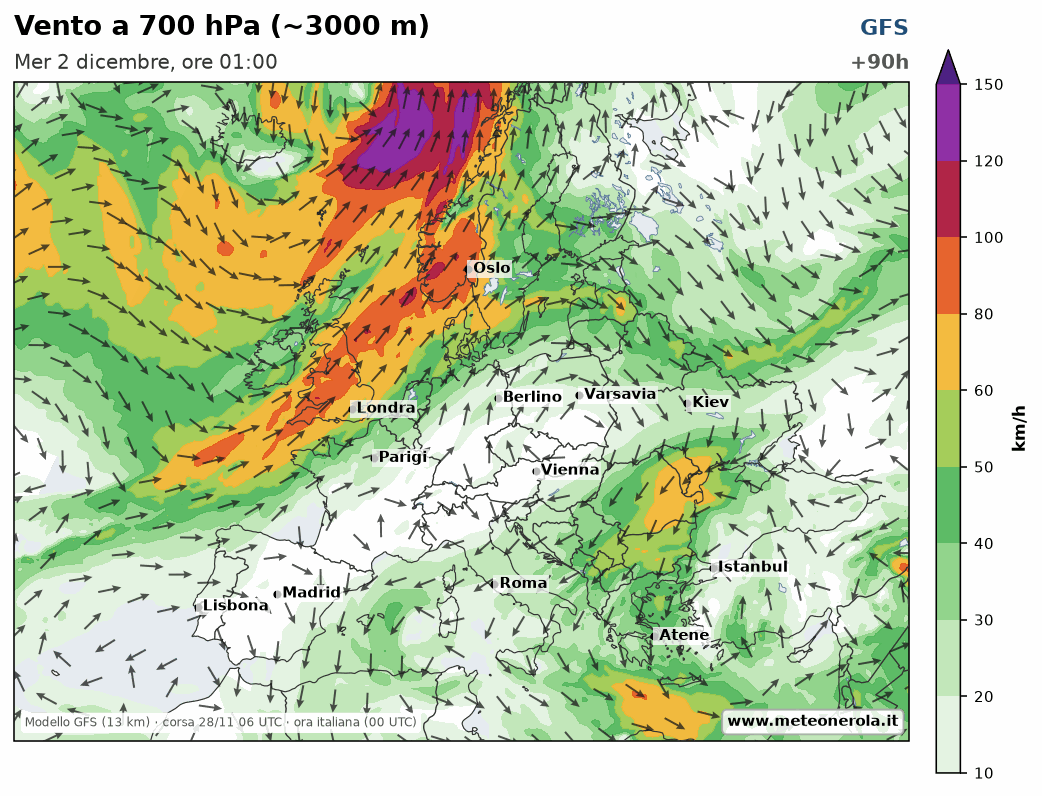 Vento a 700 hPa (~3000 m)
GFS
Mer 2 dicembre, ore 01:00
+90h
150
120
100
80
60
50
40
30
20
10
km/h
Oslo
Berlino
Varsavia
Kiev
Londra
Parigi
Vienna
Istanbul
Roma
Madrid
Lisbona
Atene
Modello GFS (13 km) · corsa 28/11 06 UTC · ora italiana (00 UTC)
www.meteonerola.it